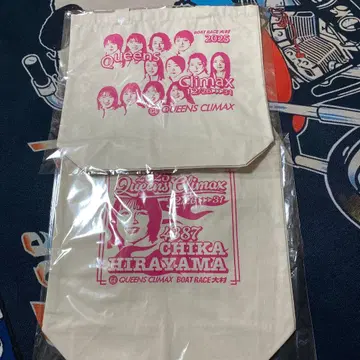 BOAT RACE 大村
2025
Queens
Climax
QUEENS CLIMAX
Queens Climax
4387
CHIKA
HIRAYAMA
QUEENS CLIMAX BOAT RACE 大村